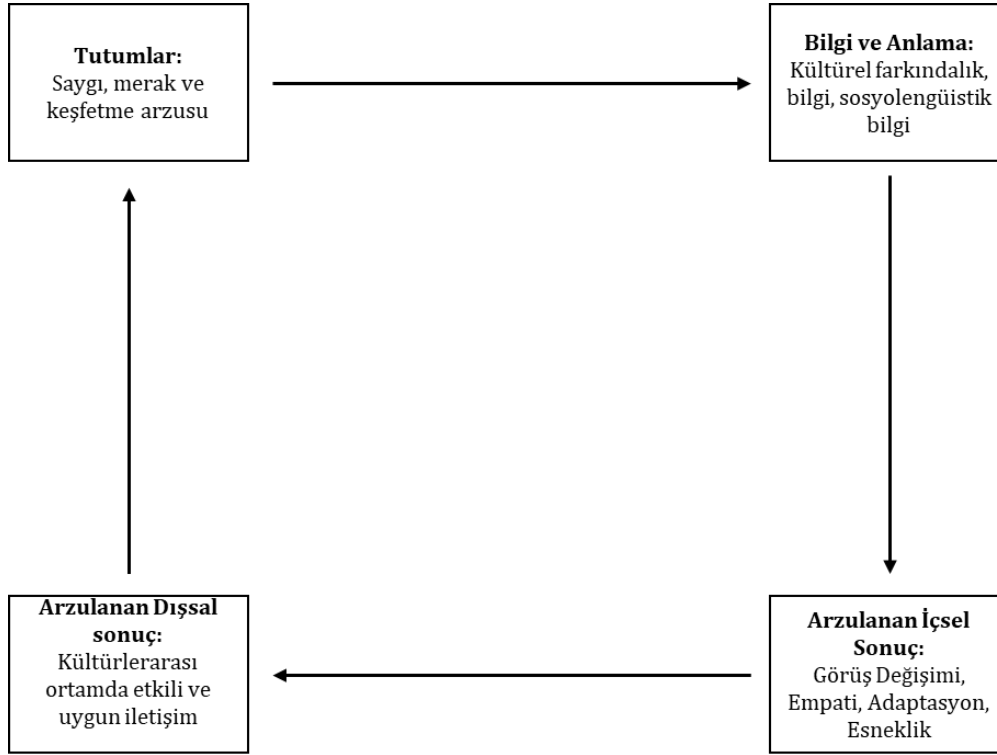 Tutumlar:
Saygı, merak ve
keşfetme arzusu
Bilgi ve Anlama:
Kültürel farkındalık,
bilgi, sosyolengüistik
bilgi
Arzulanan Dışsal
sonuç:
Kültürlerarası
ortamda etkili ve
uygun iletişim
Arzulanan İçsel
Sonuç:
Görüş Değişimi,
Empati, Adaptasyon,
Esneklik